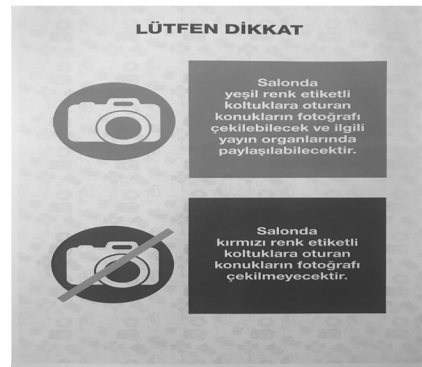 LÜTFEN DİKKAT
Salonda
yeşil renk etiketli
koltuklara oturan
konukların fotoğrafı
çekilebilecek ve ilgili
yayın organlarında
paylaşılabilecektir.
Salonda
kırmızı renk etiketli
koltuklara oturan
konukların fotoğrafı
çekilmeyecektir.